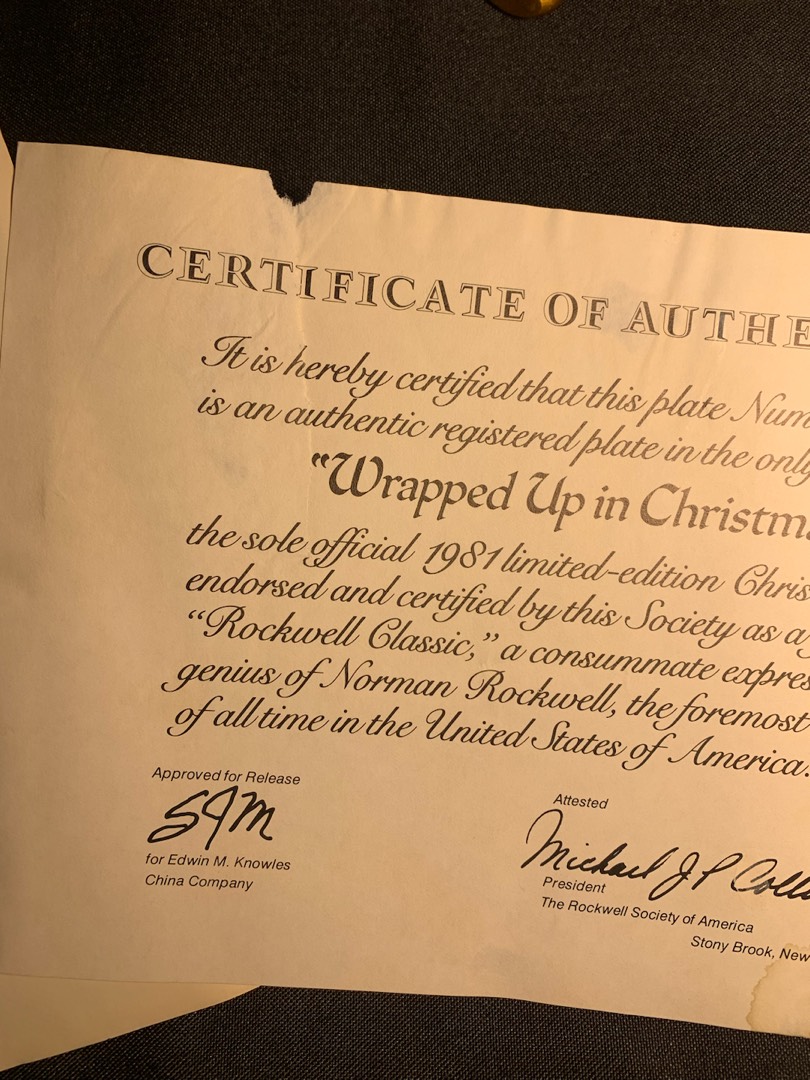 CERTIFICATE OF AUTHE
It is hereby certified that this plate Num
is an authentic registered plate in the only
"Wrapped Up in Christm
the sole official 1981 limited-edition Chris
endorsed and certified by this Society as a
"Rockwell Classic," a consummate expres
genius of Norman Rockwell, the foremost
of all time in the United States of America.
Approved for Release
SJM
for Edwin M. Knowles
China Company
Attested
Michael J P Coll
President
The Rockwell Society of America
Stony Brook, New